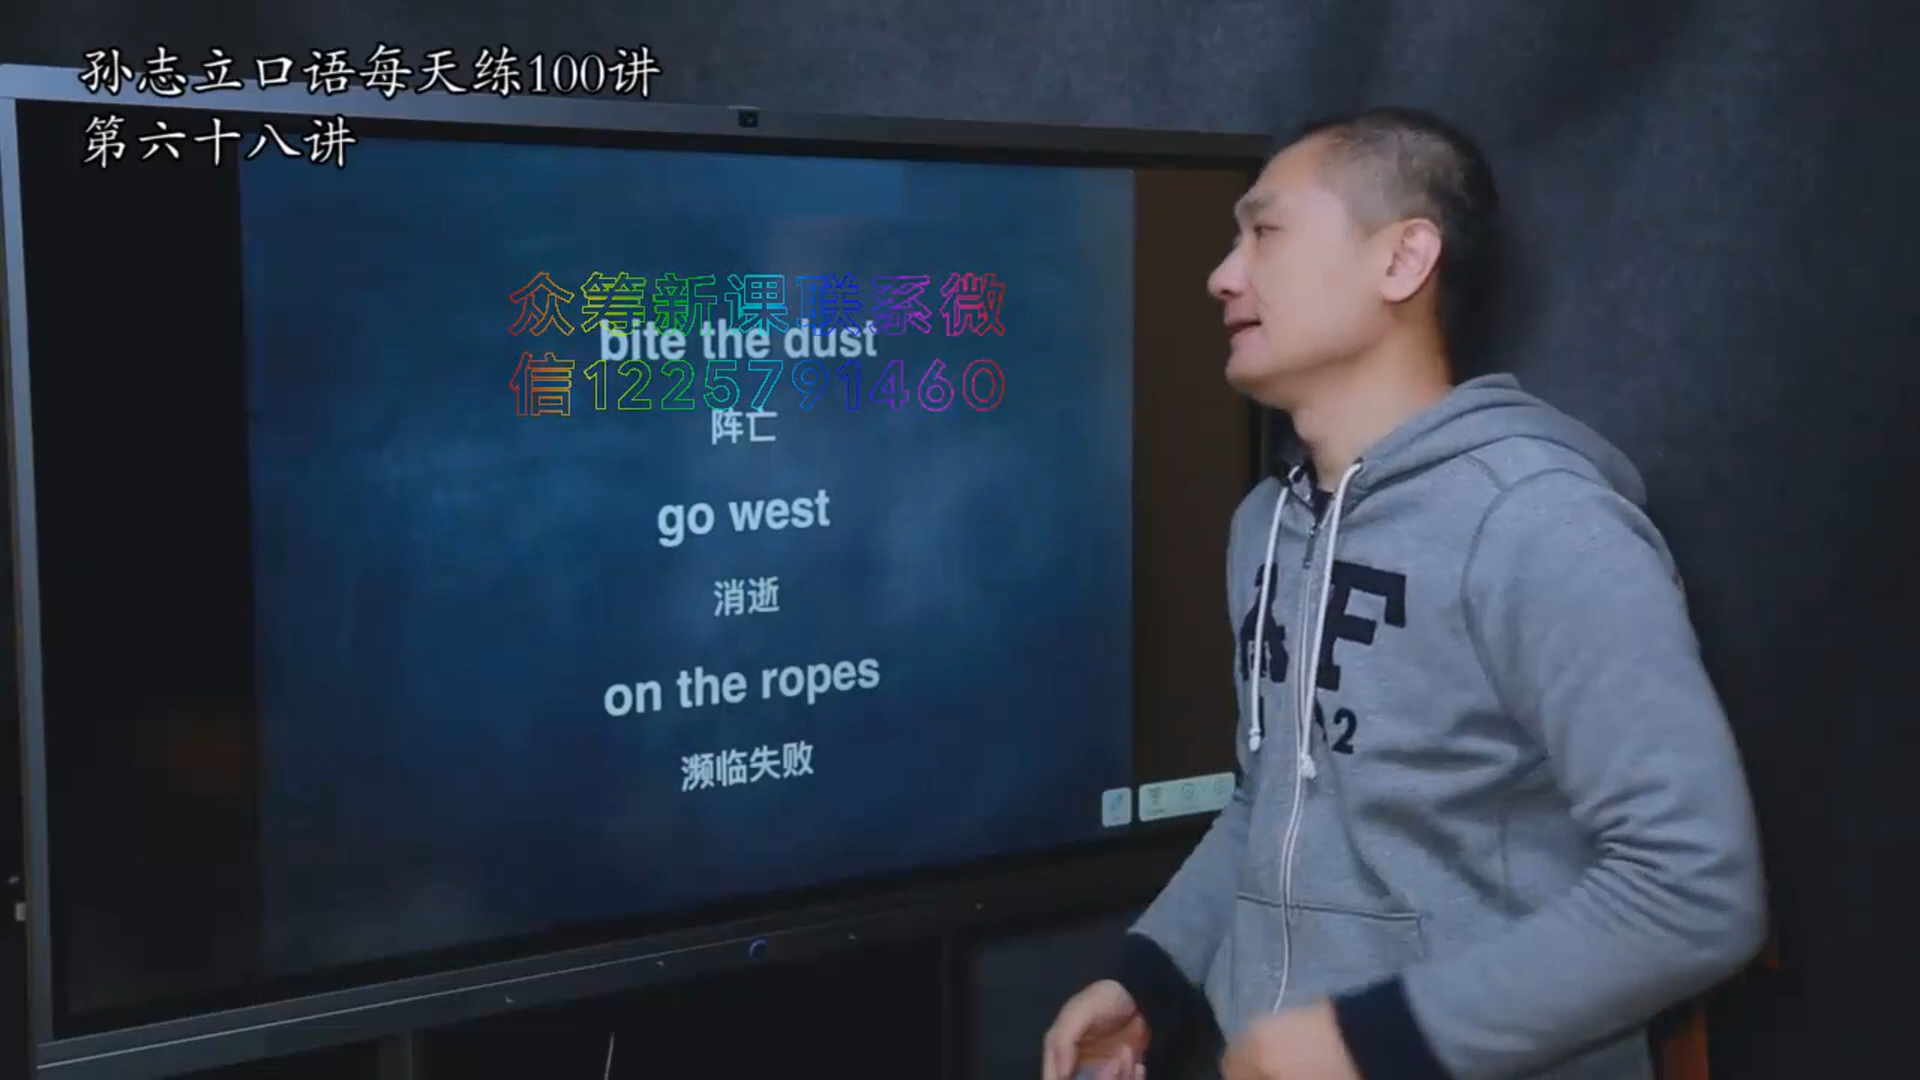 孙志立口语每天练100讲
第六十八讲
众筹新课联系微
信1225791460
bite the dust
阵亡
go west
消逝
on the ropes
濒临失败
AF